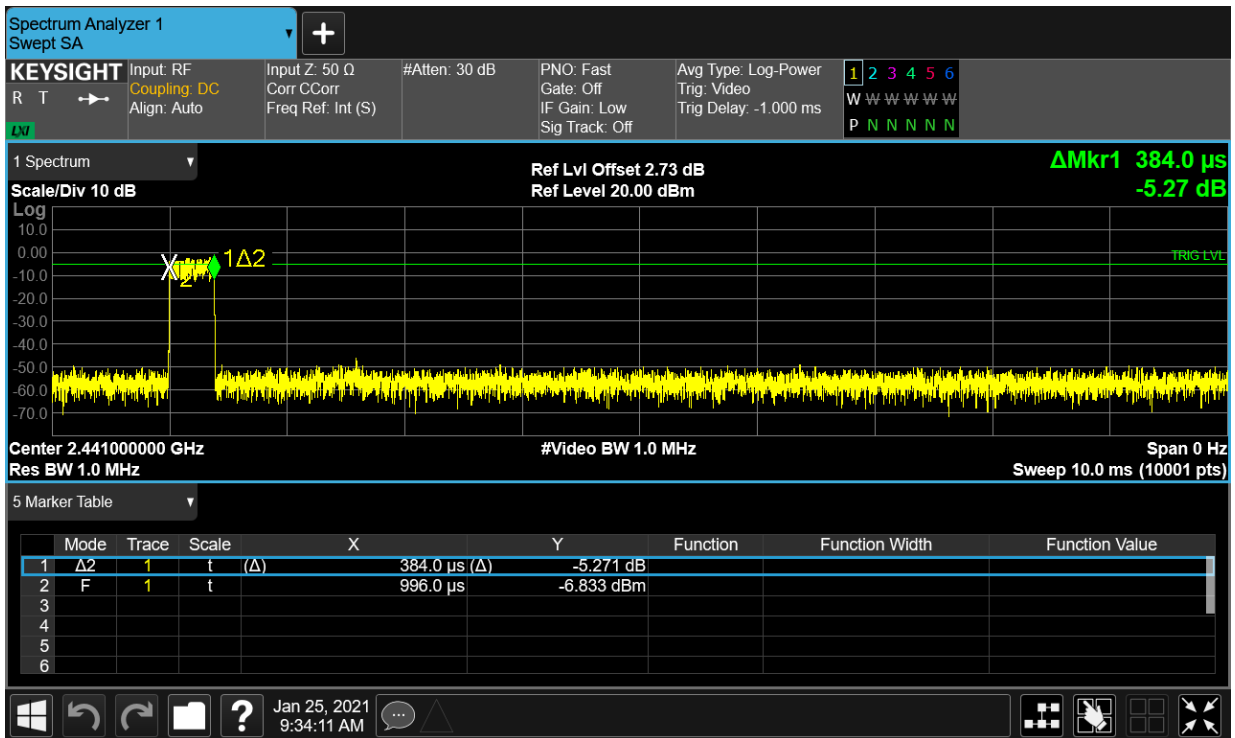 Spectrum Analyzer 1
Swept SA
KEYSIGHT
R T
LXI
Input: RF
Coupling: DC
Align: Auto
Input Z: 50 Ω
Corr CCorr
Freq Ref: Int (S)
#Atten: 30 dB
PNO: Fast
Gate: Off
IF Gain: Low
Sig Track: Off
Avg Type: Log-Power
Trig: Video
Trig Delay: -1.000 ms
1 2 3 4 5 6
W W W W W W
P N N N N N
1 Spectrum
Scale/Div 10 dB
Ref Lvl Offset 2.73 dB
Ref Level 20.00 dBm
ΔMkr1 384.0 µs
-5.27 dB
Log
10.0
0.00
-10.0
-20.0
-30.0
-40.0
-50.0
-60.0
-70.0
1Δ2
2
TRIG LVL
Center 2.441000000 GHz
Res BW 1.0 MHz
#Video BW 1.0 MHz
Span 0 Hz
Sweep 10.0 ms (10001 pts)
5 Marker Table
Mode Trace Scale X Y Function Function Width Function Value
1 Δ2 1 t (Δ) 384.0 µs (Δ) -5.271 dB
2 F 1 t 996.0 µs -6.833 dBm
3
4
5
6
?
Jan 25, 2021
9:34:11 AM